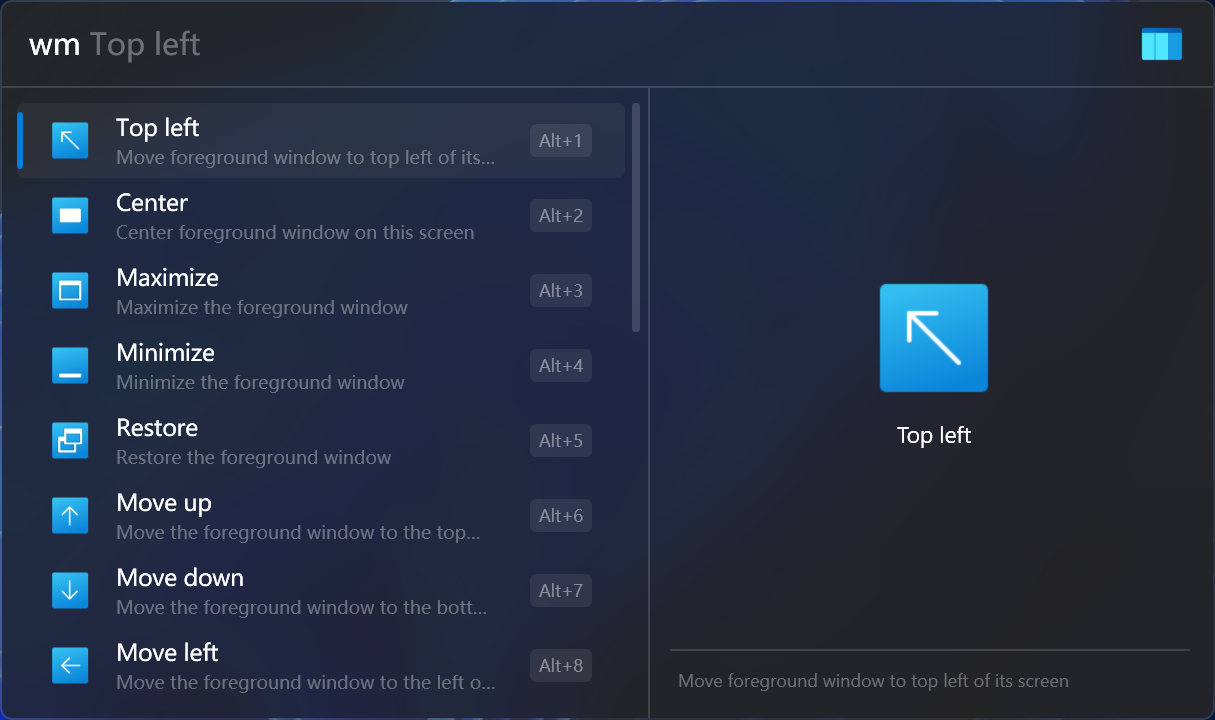 wm Top left
Top left
Move foreground window to top left of its...
Alt+1
Center
Center foreground window on this screen
Alt+2
Maximize
Maximize the foreground window
Alt+3
Minimize
Minimize the foreground window
Alt+4
Restore
Restore the foreground window
Alt+5
Move up
Move the foreground window to the top...
Alt+6
Move down
Move the foreground window to the bott...
Alt+7
Move left
Move the foreground window to the left o...
Alt+8
Top left
Move foreground window to top left of its screen